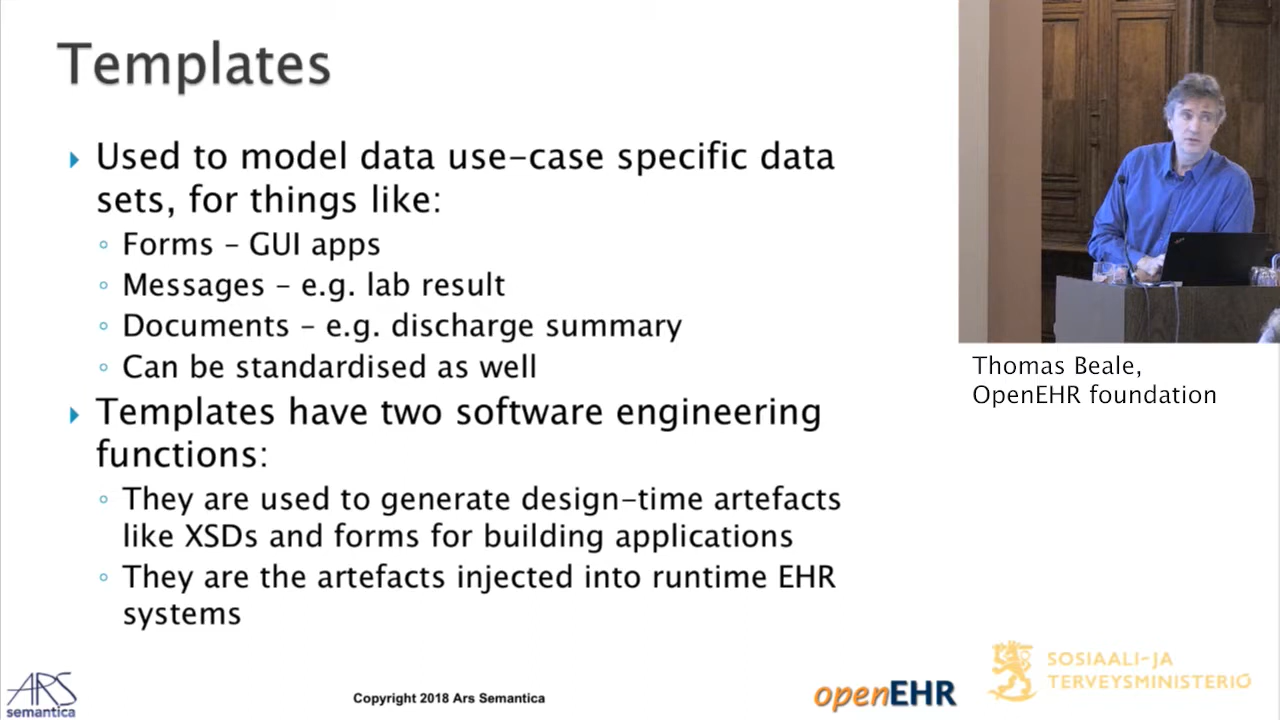 Templates
Used to model data use-case specific data
sets, for things like:
Forms – GUI apps
Messages – e.g. lab result
Documents – e.g. discharge summary
Can be standardised as well
Templates have two software engineering
functions:
They are used to generate design-time artefacts
like XSDs and forms for building applications
They are the artefacts injected into runtime EHR
systems
Thomas Beale,
OpenEHR foundation
ARS
semantica
Copyright 2018 Ars Semantica
openEHR
SOSIAALI- JA
TERVEYSMINISTERIÖ